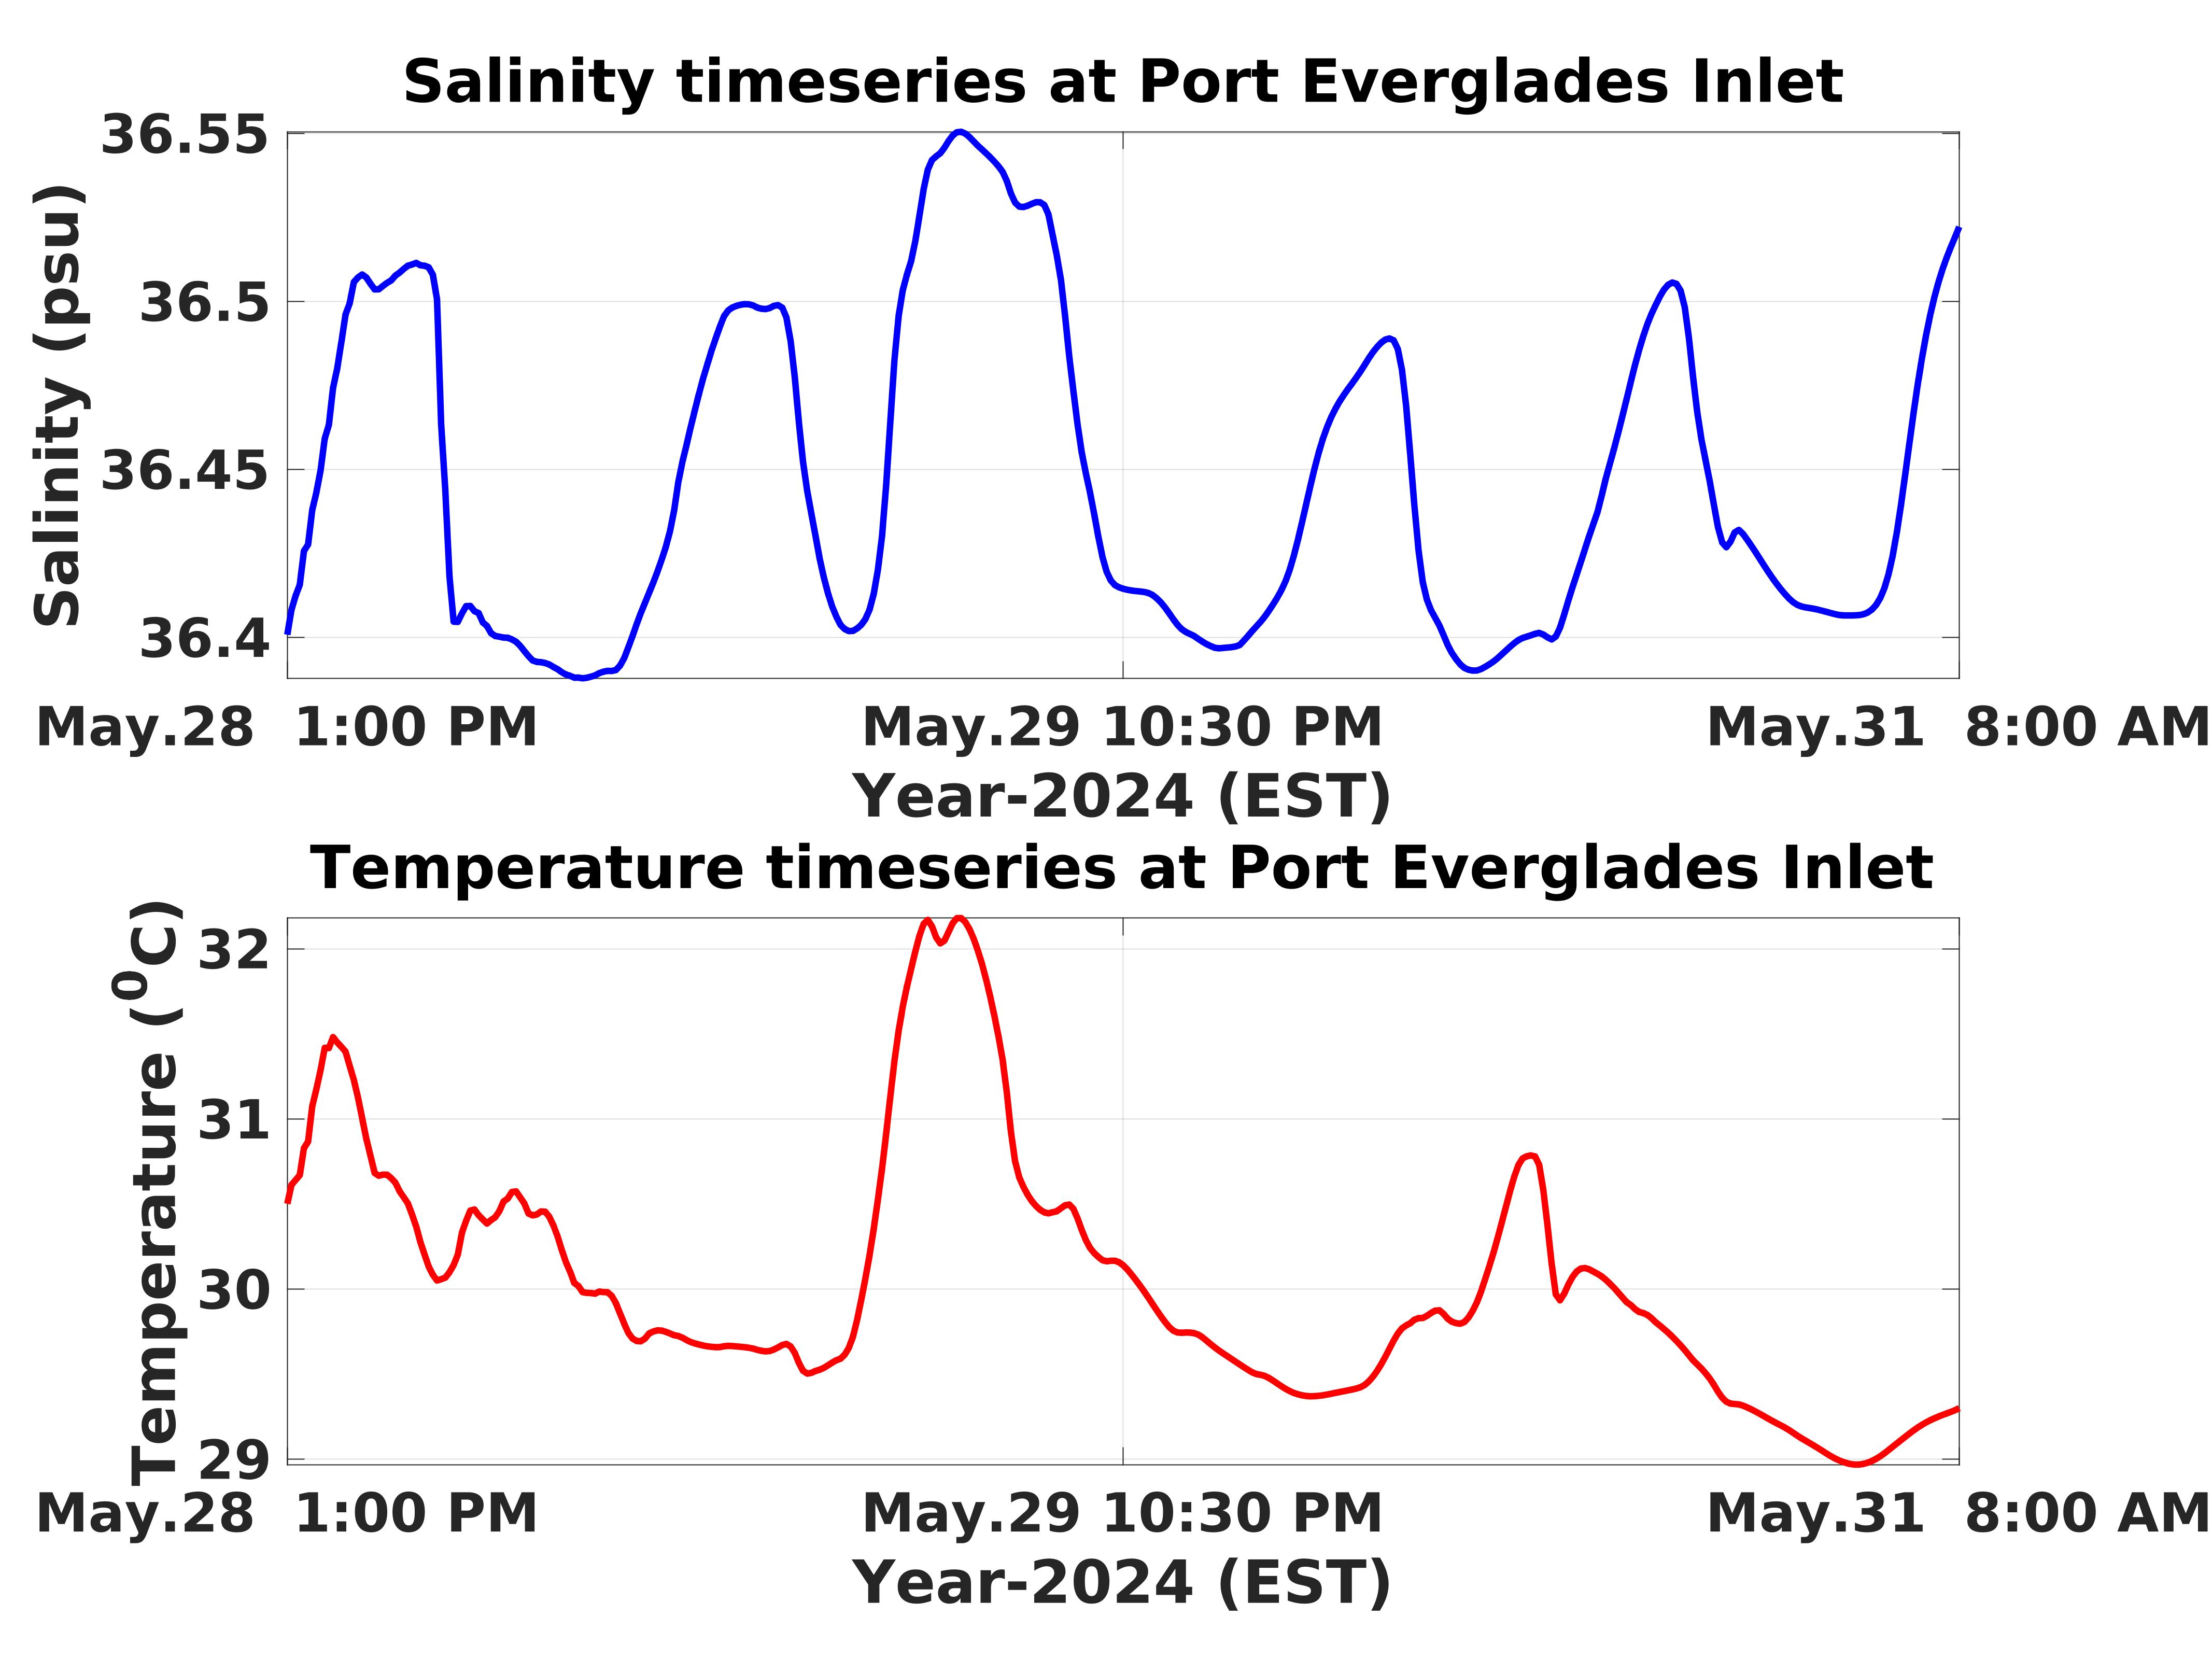 Salinity timeseries at Port Everglades Inlet
36.55
36.5
36.45
36.4
Salinity (psu)
May.28  1:00 PM
May.29 10:30 PM
May.31  8:00 AM
Year-2024 (EST)
Temperature timeseries at Port Everglades Inlet
32
31
30
29
Temperature (⁰C)
May.28  1:00 PM
May.29 10:30 PM
May.31  8:00 AM
Year-2024 (EST)